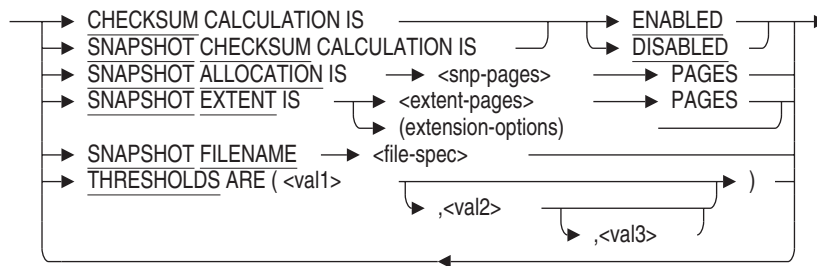 CHECKSUM CALCULATION IS ENABLED
SNAPSHOT CHECKSUM CALCULATION IS DISABLED
SNAPSHOT ALLOCATION IS <snp-pages> PAGES
SNAPSHOT EXTENT IS <extent-pages> PAGES
(extension-options)
SNAPSHOT FILENAME <file-spec>
THRESHOLDS ARE ( <val1> )
,<val2>
,<val3>